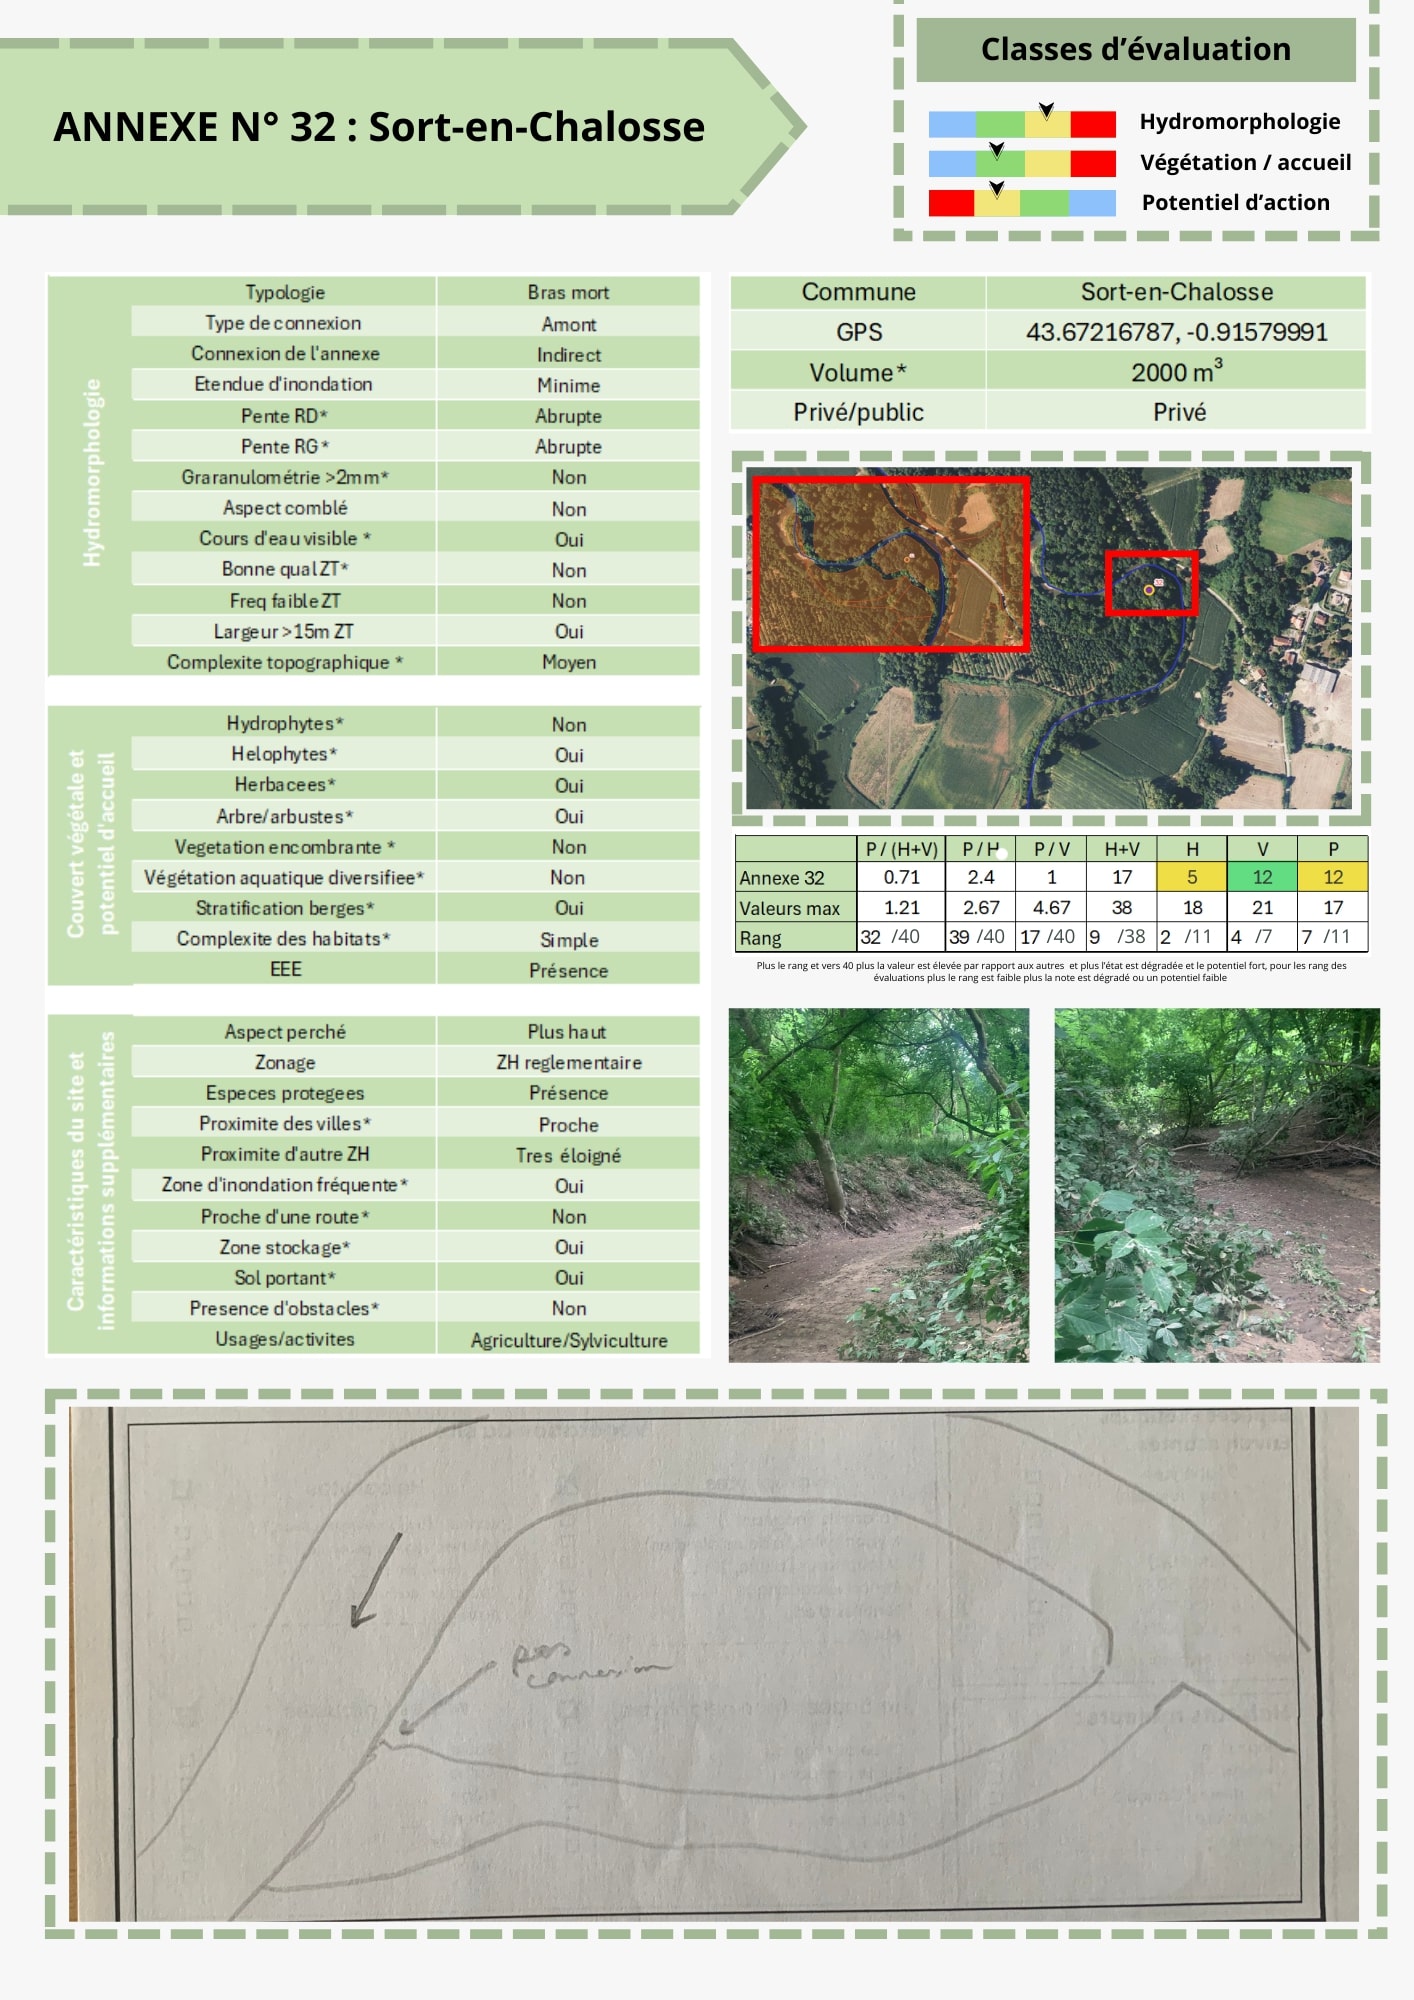 ANNEXE N° 32 : Sort-en-Chalosse
Classes d'évaluation
Hydromorphologie
Végétation / accueil
Potentiel d'action
Hydromorphologie
Typologie Bras mort
Type de connexion Amont
Connexion de l'annexe Indirect
Etendue d'inondation Minime
Pente RD* Abrupte
Pente RG* Abrupte
Graranulométrie >2mm* Non
Aspect comblé Non
Cours d'eau visible * Oui
Bonne qual ZT* Non
Freq faible ZT Non
Largeur >15m ZT Oui
Complexite topographique * Moyen
Couvert végétale et
potentiel d'accueil
Hydrophytes* Non
Helophytes* Oui
Herbacees* Oui
Arbre/arbustes* Oui
Vegetation encombrante * Non
Végétation aquatique diversifiee* Non
Stratification berges* Oui
Complexite des habitats* Simple
EEE Présence
Caractéristiques du site et
informations supplémentaires
Aspect perché Plus haut
Zonage ZH reglementaire
Especes protegees Présence
Proximite des villes* Proche
Proximite d'autre ZH Tres éloigné
Zone d'inondation fréquente* Oui
Proche d'une route* Non
Zone stockage* Oui
Sol portant* Oui
Presence d'obstacles* Non
Usages/activites Agriculture/Sylviculture
Commune Sort-en-Chalosse
GPS 43.67216787, -0.91579991
Volume* 2000 m³
Privé/public Privé
32
P / (H+V) P / H P / V H+V H V P
Annexe 32 0.71 2.4 1 17 5 12 12
Valeurs max 1.21 2.67 4.67 38 18 21 17
Rang 32 /40 39 /40 17 /40 9 /38 2 /11 4 /7 7 /11
Plus le rang et vers 40 plus la valeur est élevée par rapport aux autres et plus l'état est dégradée et le potentiel fort, pour les rang des
évaluations plus le rang est faible plus la note est dégradé ou un potentiel faible
pas
connexion